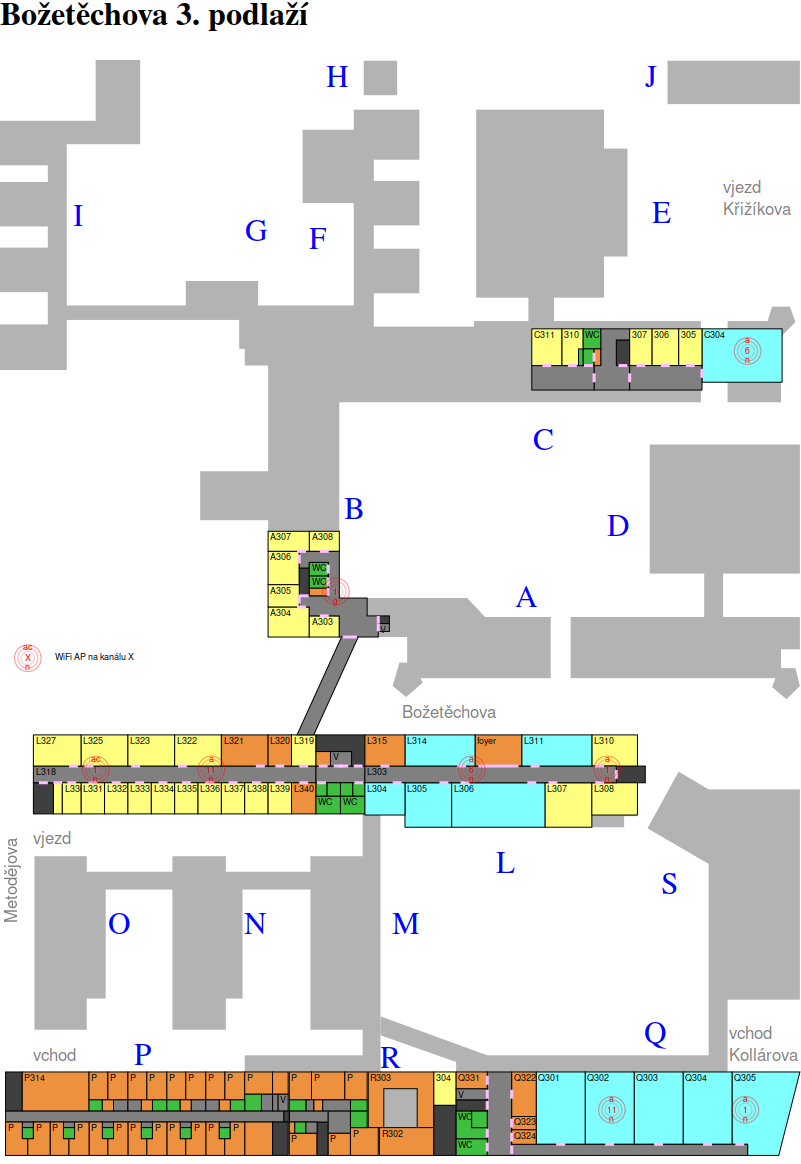 Božetěchova 3. podlaží
H
J
vjezd
Křižíkova
I
G
F
E
C311 310 WC 307 306 305 C304
a
6
n
C
B
D
A307 A308
A306
WC
WC
A305
A304 A303
V
A
ac
X
n
WiFi AP na kanálu X
Božetěchova
L327 L325 L323 L322 L321 L320 L319 V L315 L314 foyer L311 L310
L318 L303
L33 L331 L332 L333 L334 L335 L336 L337 L338 L339 L340 WC WC L304 L305 L306 L307 L308
vjezd
Metodějova
L
S
O
N
M
Q
vchod
P
R
vchod
Kollárova
P314 P P P P P P P P P P P P R303 304 Q331 Q322 Q301 Q302 Q303 Q304 Q305
V V
WC
Q323
a
11
n
a
1
n
P P P P P P P P P P P P R302 WC Q324